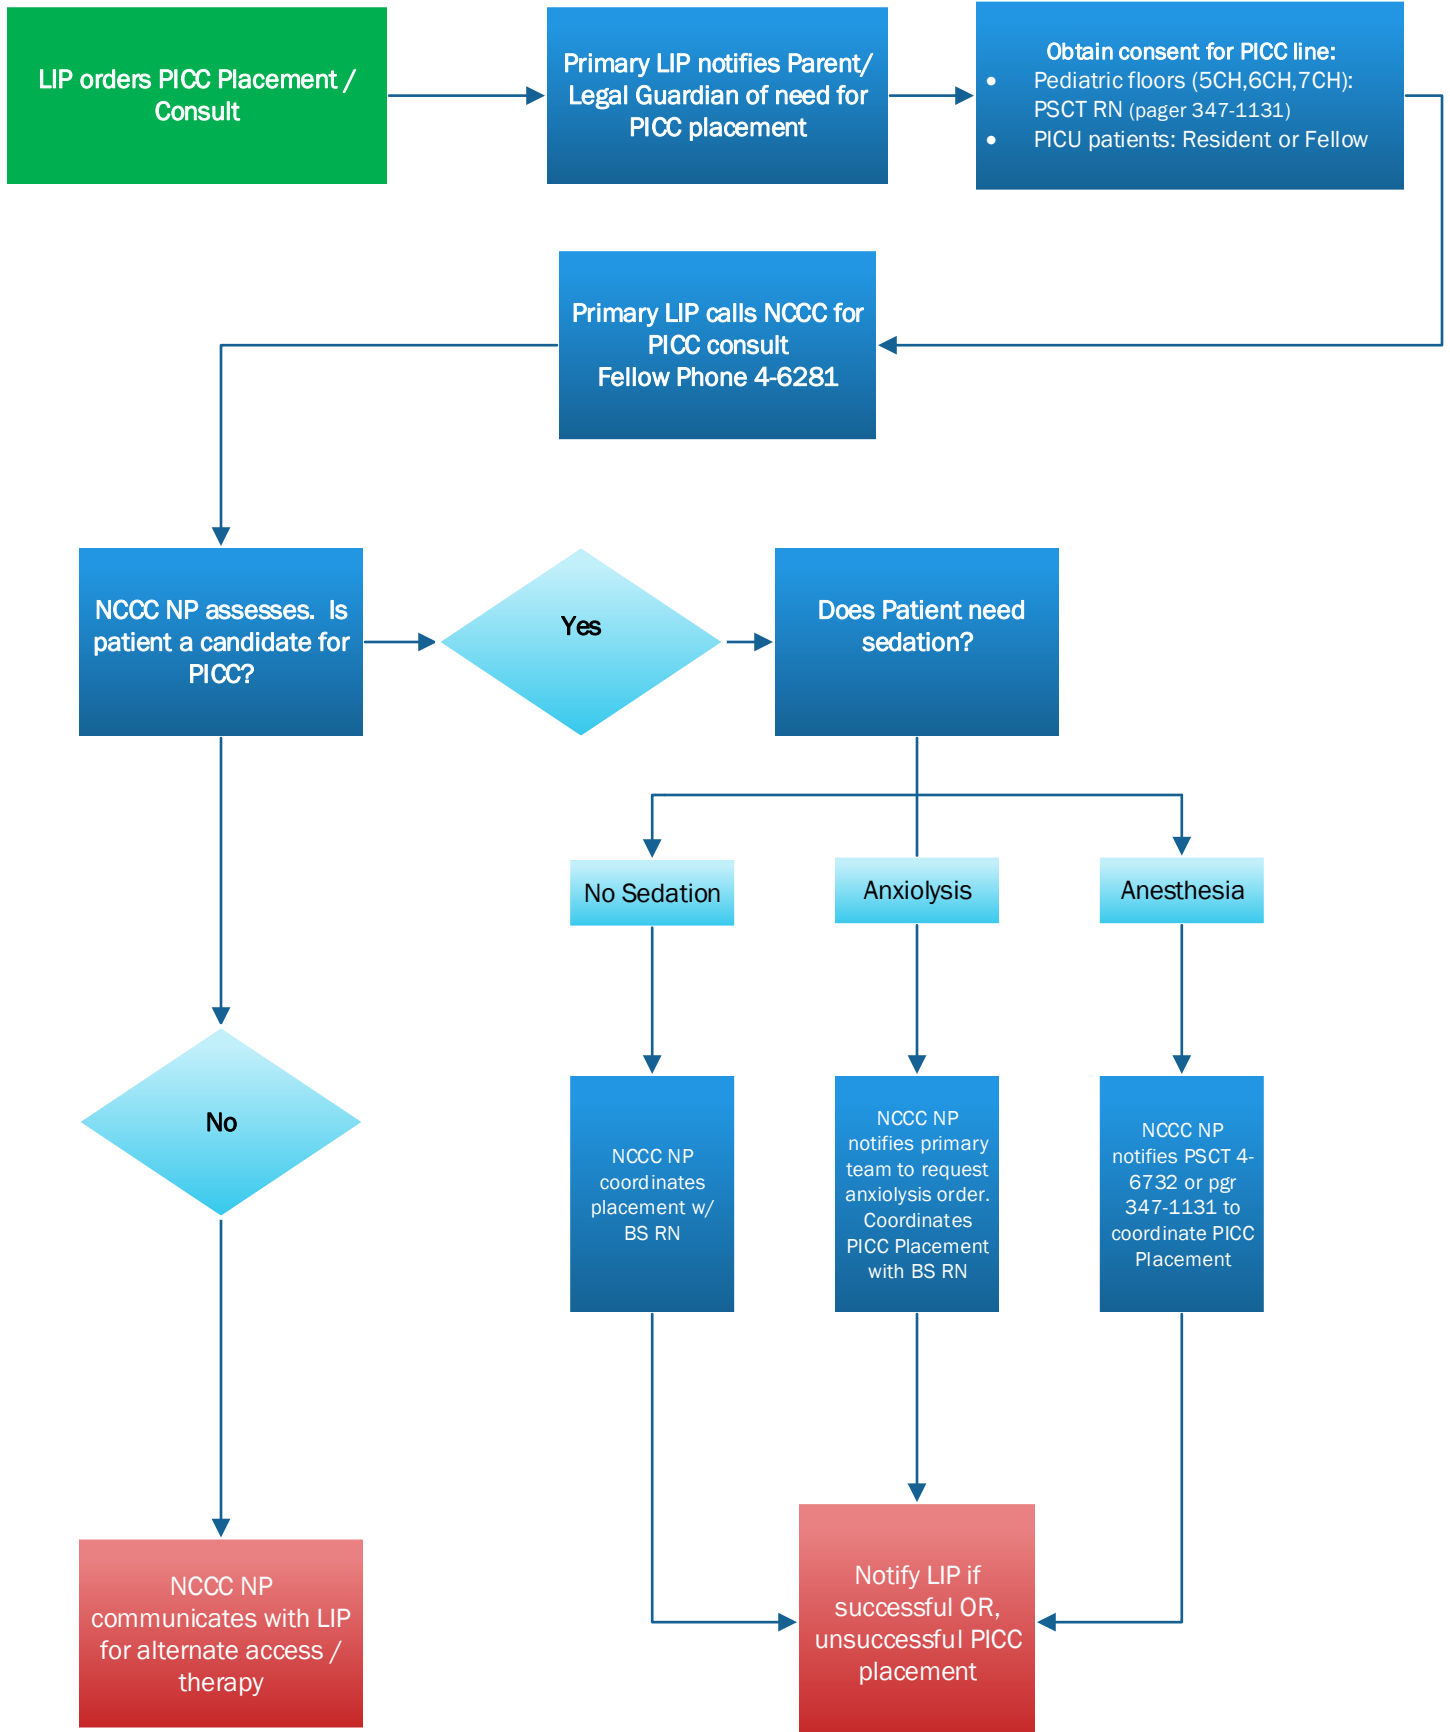 LIP orders PICC Placement /
Consult
Primary LIP notifies Parent/
Legal Guardian of need for
PICC placement
Obtain consent for PICC line:
• Pediatric floors (5CH,6CH,7CH):
PSCT RN (pager 347-1131)
• PICU patients: Resident or Fellow
Primary LIP calls NCCC for
PICC consult
Fellow Phone 4-6281
NCCC NP assesses. Is
patient a candidate for
PICC?
Yes
Does Patient need
sedation?
No Sedation
Anxiolysis
Anesthesia
No
NCCC NP
coordinates
placement w/
BS RN
NCCC NP
notifies primary
team to request
anxiolysis order.
Coordinates
PICC Placement
with BS RN
NCCC NP
notifies PSCT 4-
6732 or pgr
347-1131 to
coordinate PICC
Placement
NCCC NP
communicates with LIP
for alternate access /
therapy
Notify LIP if
successful OR,
unsuccessful PICC
placement